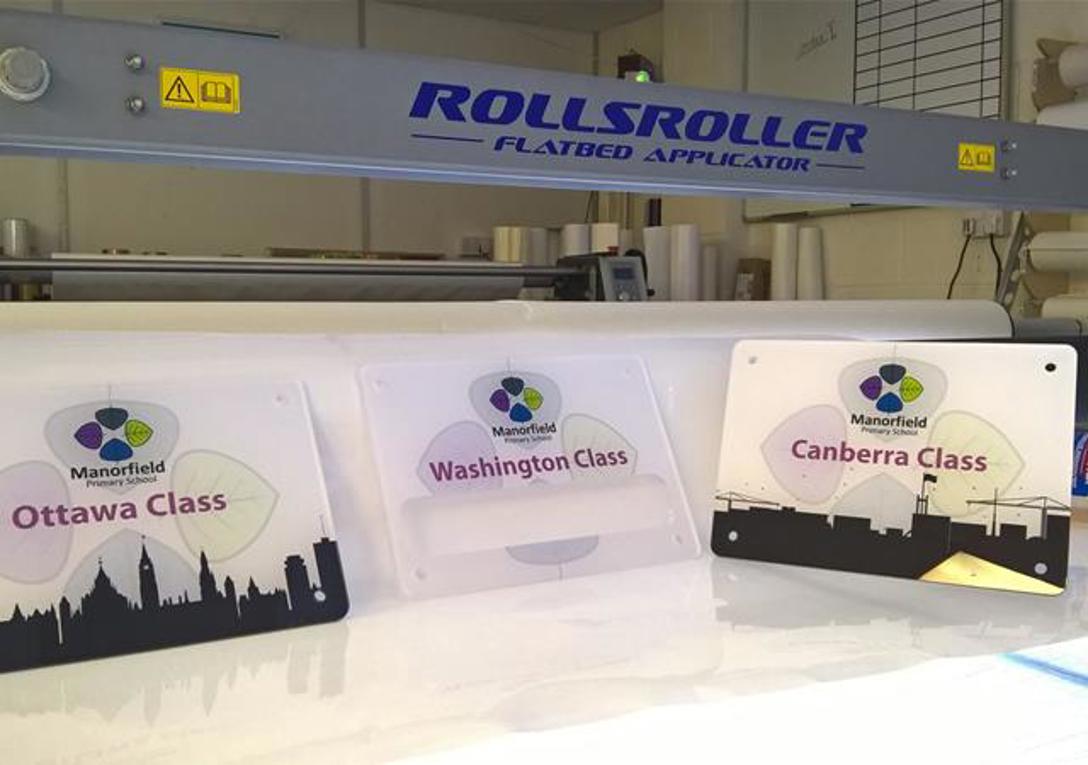 ROLLSROLLER
FLATBED APPLICATOR
Manorfield
Primary School
Ottawa Class
Manorfield
Primary School
Washington Class
Manorfield
Primary School
Canberra Class